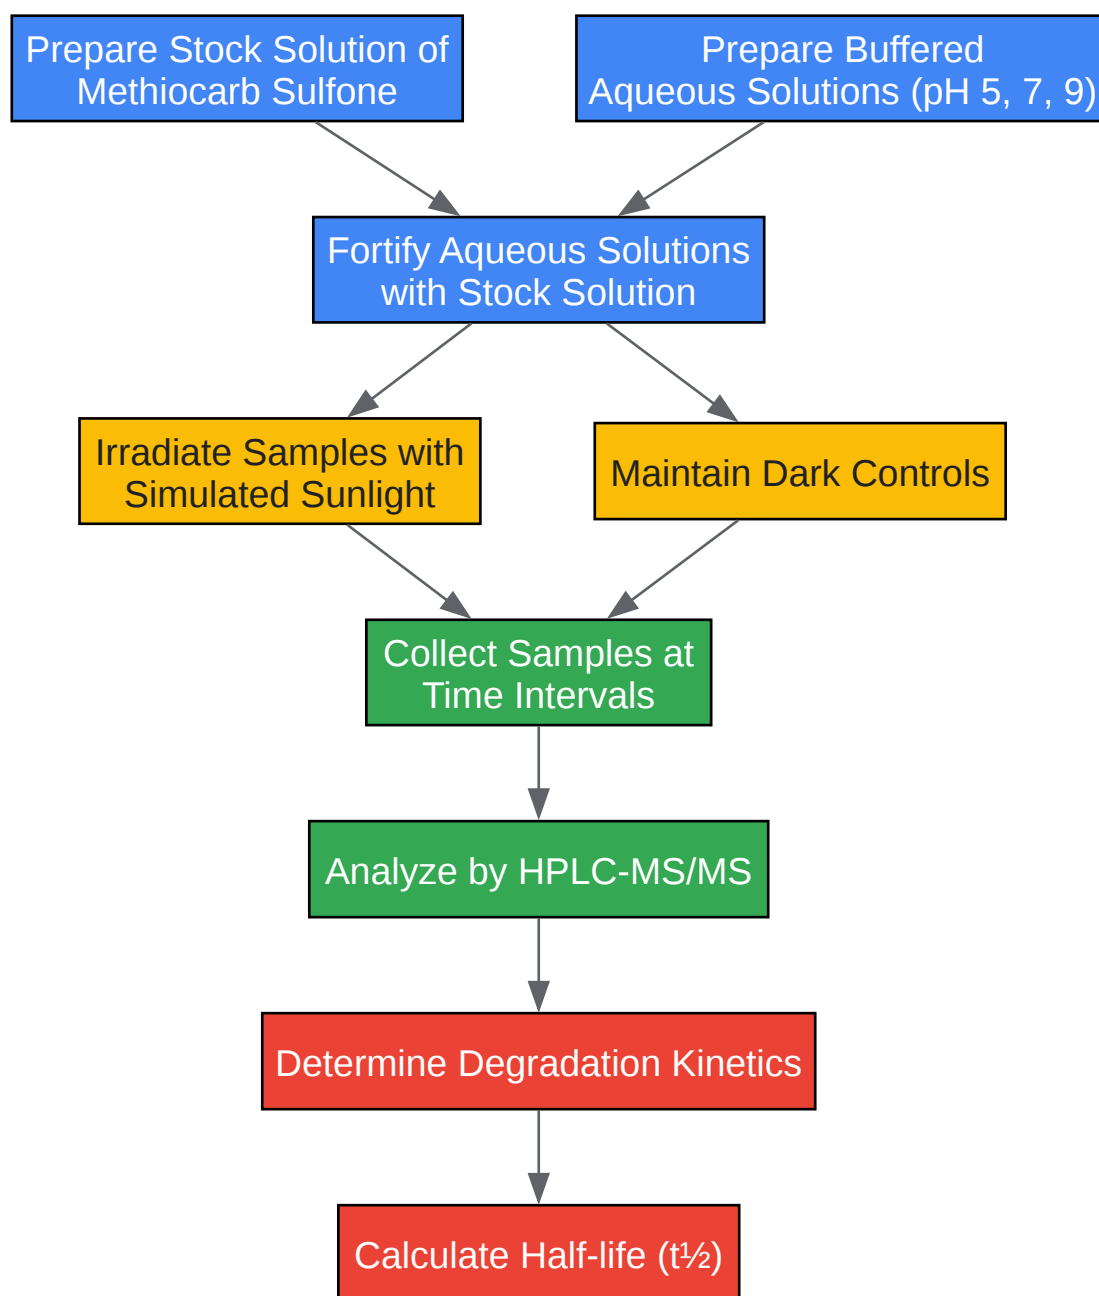 Prepare Stock Solution of
Methiocarb Sulfone
Prepare Buffered
Aqueous Solutions (pH 5, 7, 9)
Fortify Aqueous Solutions
with Stock Solution
Irradiate Samples with
Simulated Sunlight
Maintain Dark Controls
Collect Samples at
Time Intervals
Analyze by HPLC-MS/MS
Determine Degradation Kinetics
Calculate Half-life (t½)